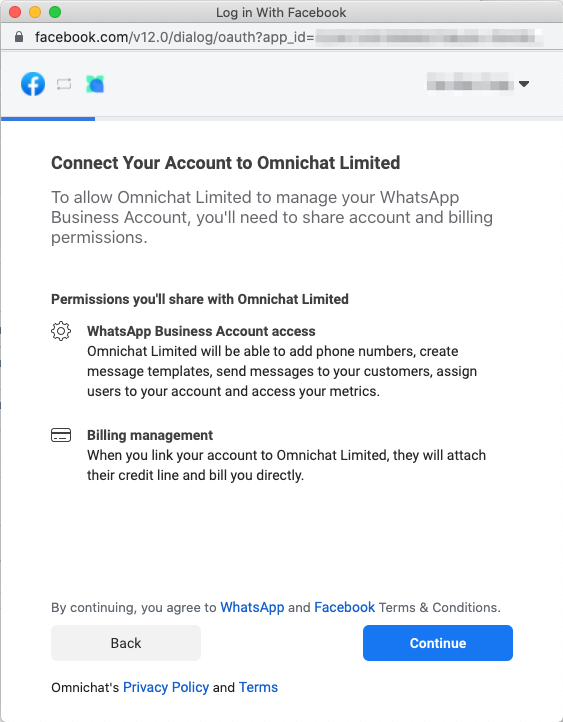 Log in With Facebook
facebook.com/v12.0/dialog/oauth?app_id=
Connect Your Account to Omnichat Limited
To allow Omnichat Limited to manage your WhatsApp
Business Account, you'll need to share account and billing
permissions.
Permissions you'll share with Omnichat Limited
WhatsApp Business Account access
Omnichat Limited will be able to add phone numbers, create
message templates, send messages to your customers, assign
users to your account and access your metrics.
Billing management
When you link your account to Omnichat Limited, they will attach
their credit line and bill you directly.
By continuing, you agree to WhatsApp and Facebook Terms & Conditions.
Back
Continue
Omnichat's Privacy Policy and Terms